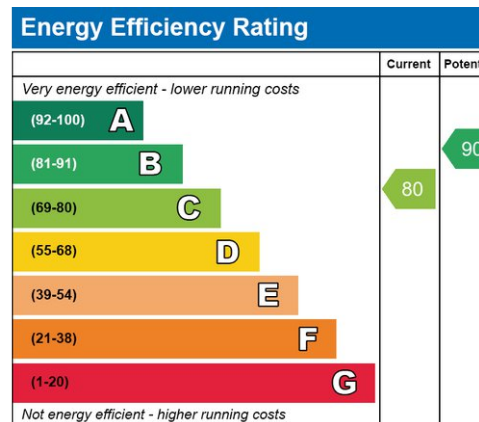 Energy Efficiency Rating
Current Potent
Very energy efficient - lower running costs
(92-100) A
(81-91) B
90
(69-80) C
80
(55-68) D
(39-54) E
(21-38) F
(1-20) G
Not energy efficient - higher running costs